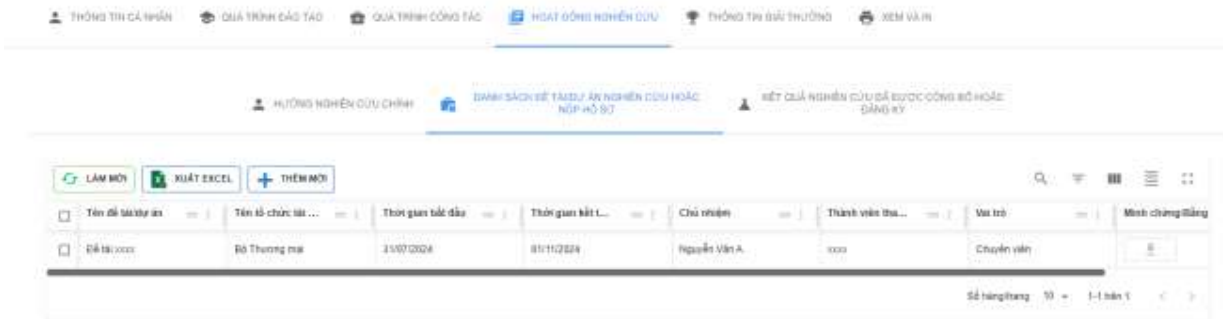 THÔNG TIN CÁ NHÂN QUÁ TRÌNH ĐÀO TẠO QUÁ TRÌNH CÔNG TÁC HOẠT ĐỘNG NGHIÊN CỨU THÔNG TIN GIẢI THƯỞNG XEM VÀ IN
HƯỚNG NGHIÊN CỨU CHÍNH DANH SÁCH ĐỀ TÀI/DỰ ÁN NGHIÊN CỨU HOẶC KẾT QUẢ NGHIÊN CỨU ĐÃ ĐƯỢC CÔNG BỐ HOẶC
NỘP HỒ SƠ ĐĂNG KÝ
LÀM MỚI XUẤT EXCEL THÊM MỚI
Tên đề tài/dự án Tên tổ chức tài ... Thời gian bắt đầu Thời gian kết t... Chủ nhiệm Thành viên tha... Vai trò Minh chứng Bằng
Đề tài xxxx Bộ Thương mại 31/07/2024 01/11/2024 Nguyễn Văn A xxxx Chuyên viên
Số hàng/trang 10 1-1 trên 1